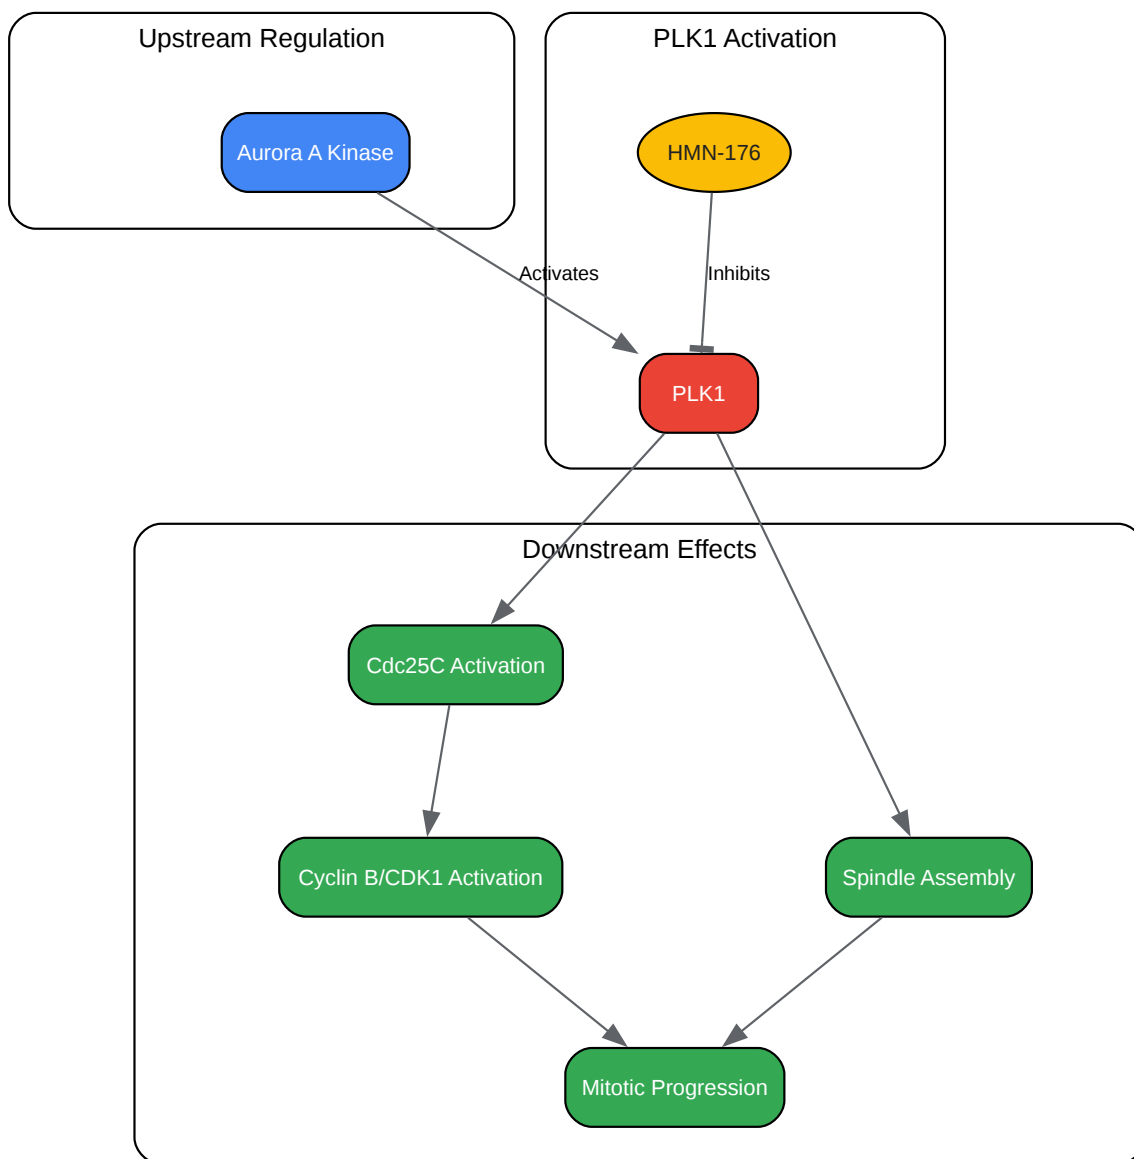 Upstream Regulation
PLK1 Activation
Aurora A Kinase
HMN-176
Activates
Inhibits
PLK1
Downstream Effects
Cdc25C Activation
Cyclin B/CDK1 Activation
Spindle Assembly
Mitotic Progression